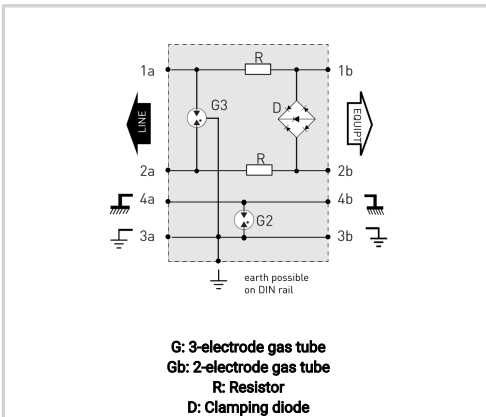 R
1a
1b
G3
D
LINE
EQUIPT
R
2a
2b
4a
4b
G2
3a
3b
earth possible
on DIN rail
G: 3-electrode gas tube
Gb: 2-electrode gas tube
R: Resistor
D: Clamping diode